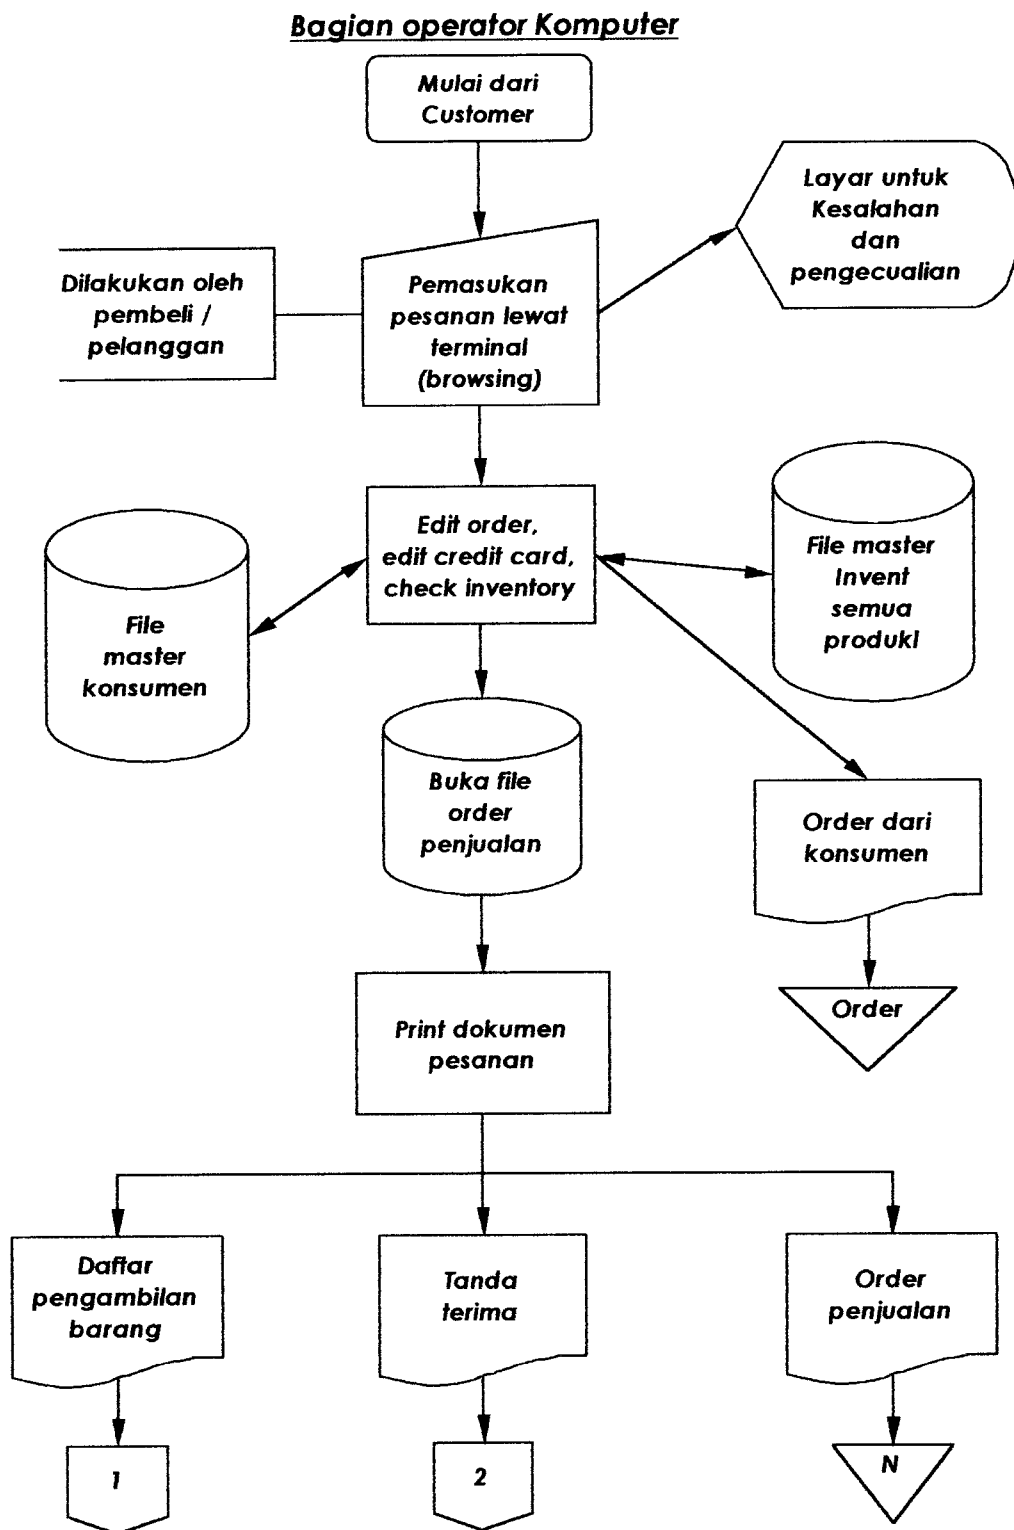 Bagian operator Komputer
Mulai dari
Customer
Layar untuk
Kesalahan
dan
pengecualian
Dilakukan oleh
pembeli /
pelanggan
Pemasukan
pesanan lewat
terminal
(browsing)
Edit order,
edit credit card,
check inventory
File master
Invent
semua
produkl
File
master
konsumen
Buka file
order
penjualan
Order dari
konsumen
Order
Print dokumen
pesanan
Daftar
pengambilan
barang
Tanda
terima
Order
penjualan
1
2
N